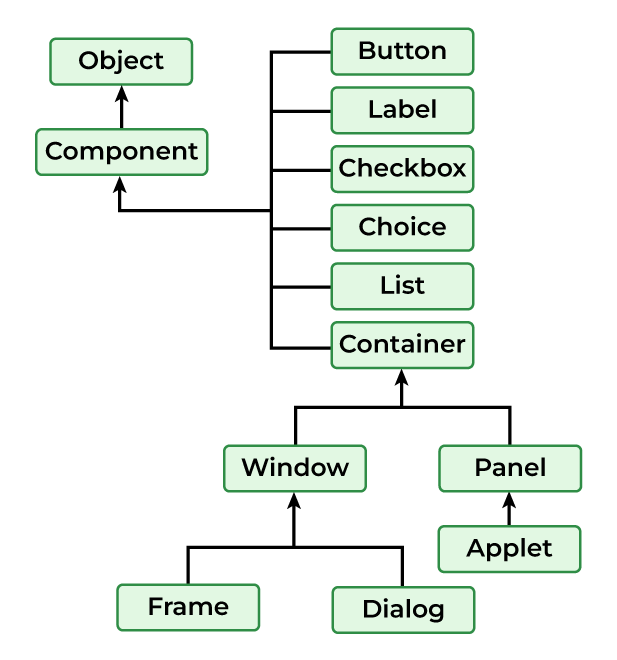 Object
Component
Button
Label
Checkbox
Choice
List
Container
Window
Panel
Applet
Frame
Dialog